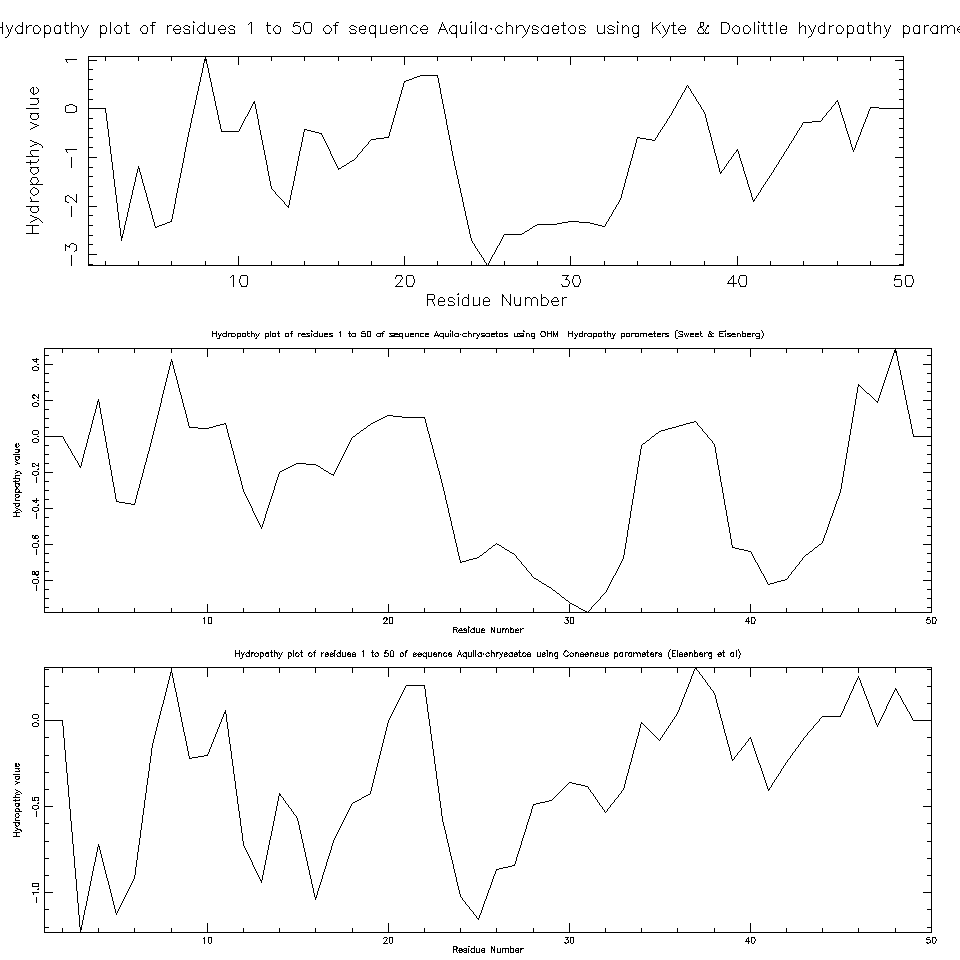 Hydropathy plot of residues 1 to 50 of sequence Aquila-chrysaetos using Kyte & Doolittle hydropathy parame
1
0
-1
-2
-3
Hydropathy value
10 20 30 40 50
Residue Number
Hydropathy plot of residues 1 to 50 of sequence Aquila-chrysaetos using OHM Hydropathy parameters (Sweet & Eisenberg)
0.4
0.2
0.0
-0.2
-0.4
-0.6
-0.8
Hydropathy value
10 20 30 40 50
Residue Number
Hydropathy plot of residues 1 to 50 of sequence Aquila-chrysaetos using Consensus parameters (Eisenberg et al)
0.0
-0.5
-1.0
Hydropathy value
10 20 30 40 50
Residue Number